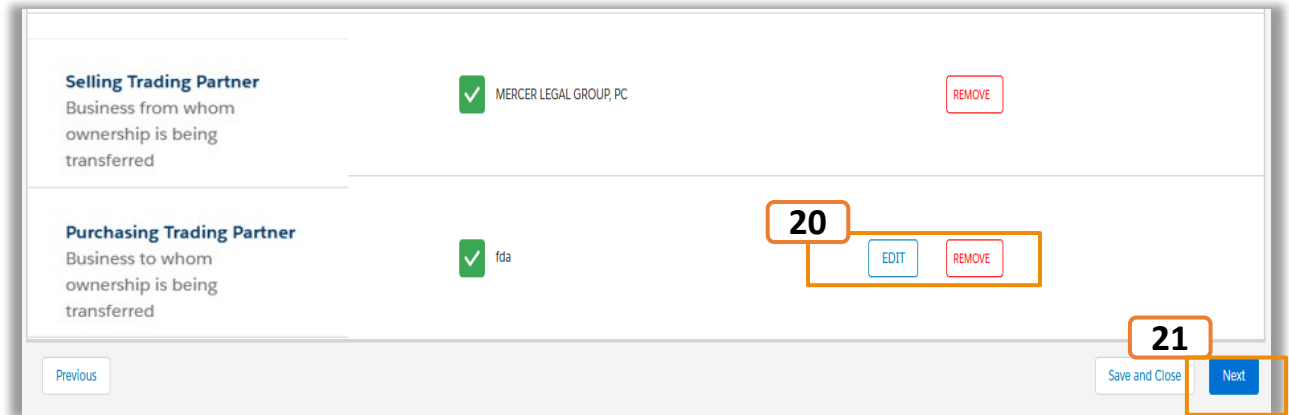 Selling Trading Partner
Business from whom
ownership is being
transferred
MERCER LEGAL GROUP, PC
REMOVE
Purchasing Trading Partner
Business to whom
ownership is being
transferred
fda
20
EDIT
REMOVE
21
Previous
Save and Close
Next